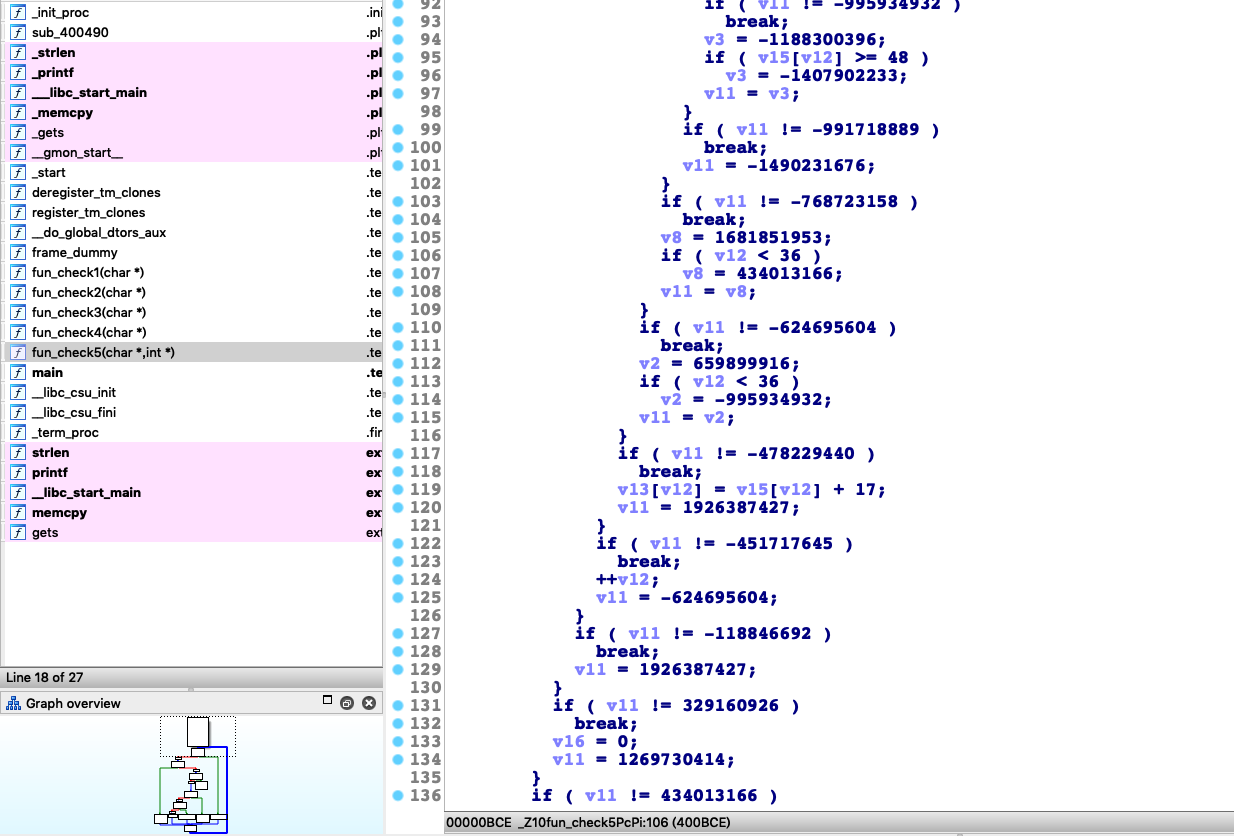 _init_proc .ini
sub_400490 .pl
_strlen .pl
_printf .pl
___libc_start_main .pl
_memcpy .pl
_gets .pl
__gmon_start__ .pl
_start .te
deregister_tm_clones .te
register_tm_clones .te
__do_global_dtors_aux .te
frame_dummy .te
fun_check1(char *) .te
fun_check2(char *) .te
fun_check3(char *) .te
fun_check4(char *) .te
fun_check5(char *,int *) .te
main .te
__libc_csu_init .te
__libc_csu_fini .te
_term_proc .fir
strlen ext
printf ext
__libc_start_main ext
memcpy ext
gets ext
Line 18 of 27
Graph overview
92 if ( v11 != -995934932 )
93 break;
94 v3 = -1188300396;
95 if ( v15[v12] >= 48 )
96 v3 = -1407902233;
97 v11 = v3;
98 }
99 if ( v11 != -991718889 )
100 break;
101 v11 = -1490231676;
102 }
103 if ( v11 != -768723158 )
104 break;
105 v8 = 1681851953;
106 if ( v12 < 36 )
107 v8 = 434013166;
108 v11 = v8;
109 }
110 if ( v11 != -624695604 )
111 break;
112 v2 = 659899916;
113 if ( v12 < 36 )
114 v2 = -995934932;
115 v11 = v2;
116 }
117 if ( v11 != -478229440 )
118 break;
119 v13[v12] = v15[v12] + 17;
120 v11 = 1926387427;
121 }
122 if ( v11 != -451717645 )
123 break;
124 ++v12;
125 v11 = -624695604;
126 }
127 if ( v11 != -118846692 )
128 break;
129 v11 = 1926387427;
130 }
131 if ( v11 != 329160926 )
132 break;
133 v16 = 0;
134 v11 = 1269730414;
135 }
136 if ( v11 != 434013166 )
00000BCE _Z10fun_check5PcPi:106 (400BCE)